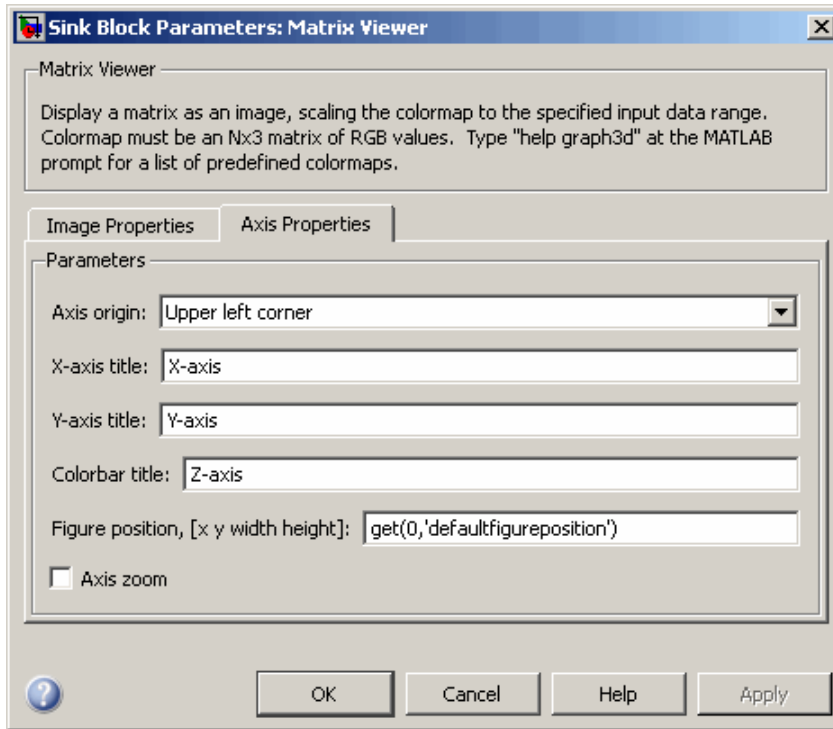 Sink Block Parameters: Matrix Viewer
Matrix Viewer
Display a matrix as an image, scaling the colormap to the specified input data range.
Colormap must be an Nx3 matrix of RGB values.  Type "help graph3d" at the MATLAB
prompt for a list of predefined colormaps.
Image Properties Axis Properties
Parameters
Axis origin: Upper left corner
X-axis title: X-axis
Y-axis title: Y-axis
Colorbar title: Z-axis
Figure position, [x y width height]: get(0,'defaultfigureposition')
Axis zoom
? OK Cancel Help Apply